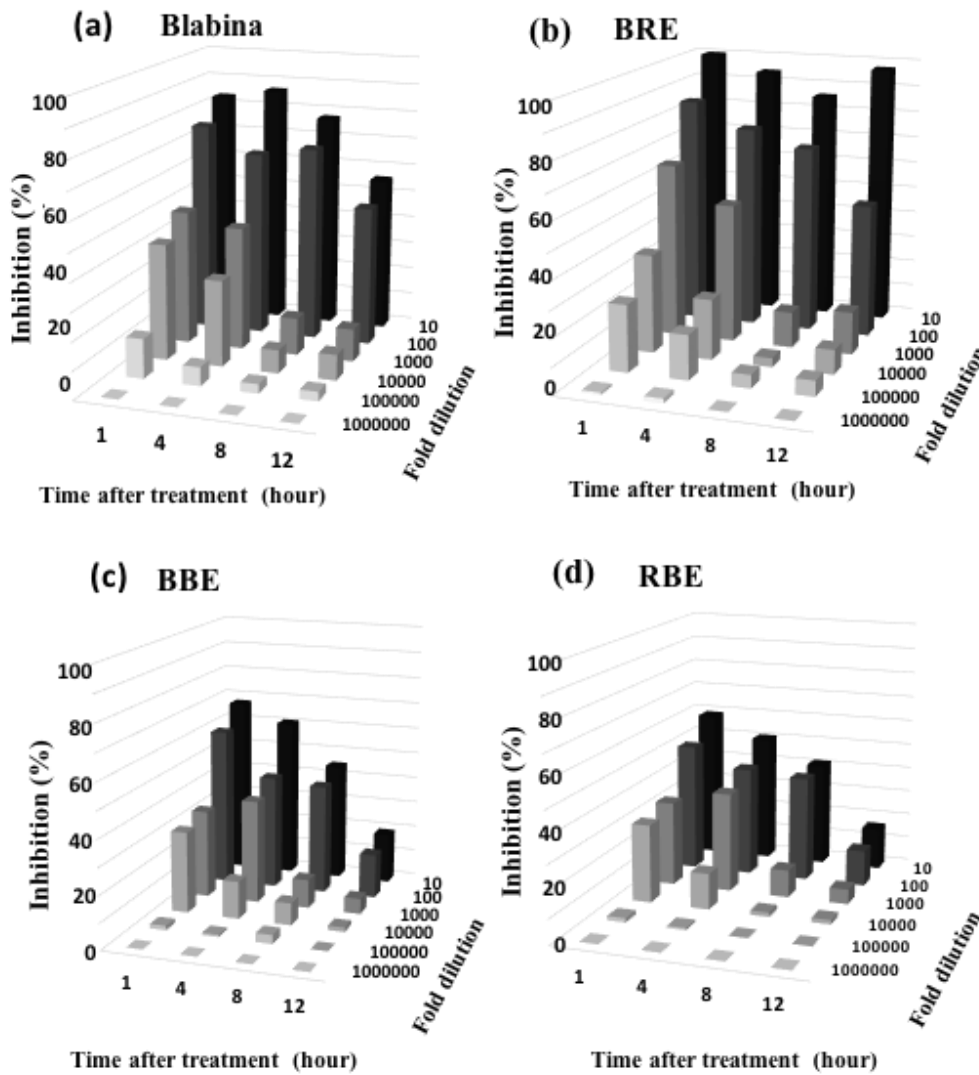 (a) Blabina
100
80
60
40
20
0
Inhibition (%)
10
100
1000
10000
100000
1000000
Fold dilution
1 4 8 12
Time after treatment (hour)
(b) BRE
100
80
60
40
20
0
Inhibition (%)
10
100
1000
10000
100000
1000000
Fold dilution
1 4 8 12
Time after treatment (hour)
(c) BBE
100
80
60
40
20
0
Inhibition (%)
10
100
1000
10000
100000
1000000
Fold dilution
1 4 8 12
Time after treatment (hour)
(d) RBE
100
80
60
40
20
0
Inhibition (%)
10
100
1000
10000
100000
1000000
Fold dilution
1 4 8 12
Time after treatment (hour)